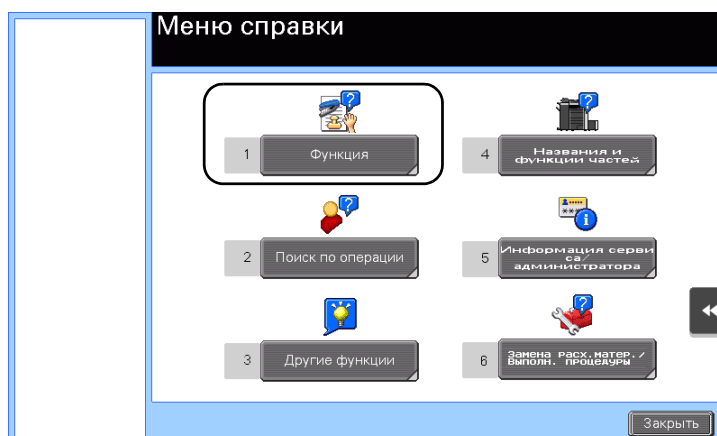 Меню справки
1 Функция
2 Поиск по операции
3 Другие функции
4 Названия и
функции частей
5 Информация серви
са/
администратора
6 Замена расх.матер./
Выполн. процедуры
Закрыть